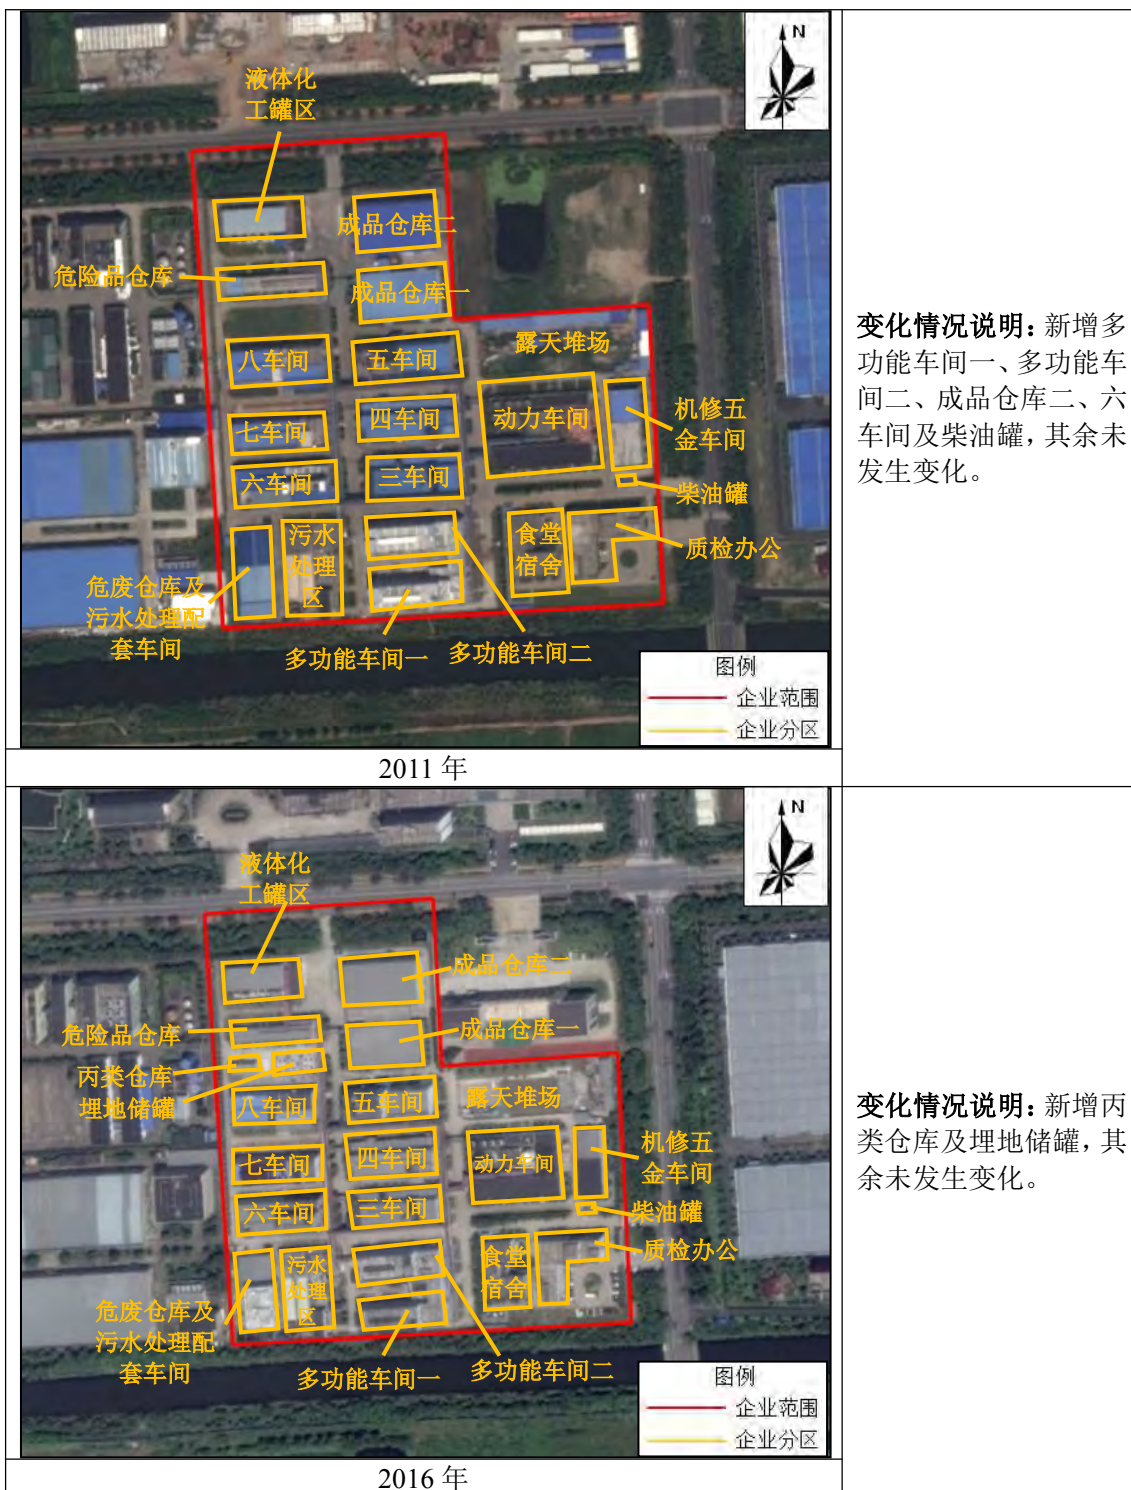 N
液体化
工罐区
成品仓库二
危险品仓库
成品仓库一
露天堆场
八车间
五车间
机修五
金车间
七车间
四车间
动力车间
六车间
三车间
柴油罐
污水
处理
区
食堂
宿舍
质检办公
危废仓库及
污水处理配
套车间
多功能车间一
多功能车间二
图例
企业范围
企业分区
2011 年
变化情况说明：新增多
功能车间一、多功能车
间二、成品仓库二、六
车间及柴油罐，其余未
发生变化。
N
液体化
工罐区
成品仓库二
危险品仓库
成品仓库一
丙类仓库
埋地储罐
八车间
五车间
露天堆场
机修五
金车间
七车间
四车间
动力车间
六车间
三车间
柴油罐
污水
处理
区
食堂
宿舍
质检办公
危废仓库及
污水处理配
套车间
多功能车间一
多功能车间二
图例
企业范围
企业分区
2016 年
变化情况说明：新增丙
类仓库及埋地储罐，其
余未发生变化。